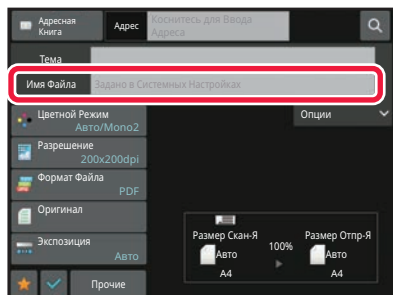 Адресная
Книга
Адрес
Коснитесь для Ввода
Адреса
Тема
Имя Файла
Задано в Системных Настройках
Цветной Режим
Авто/Mono2
Опции
Разрешение
200x200dpi
Формат Файла
PDF
Оригинал
Экспозиция
Авто
Размер Скан-Я
100%
Размер Отпр-Я
Авто
Авто
A4
A4
Прочие